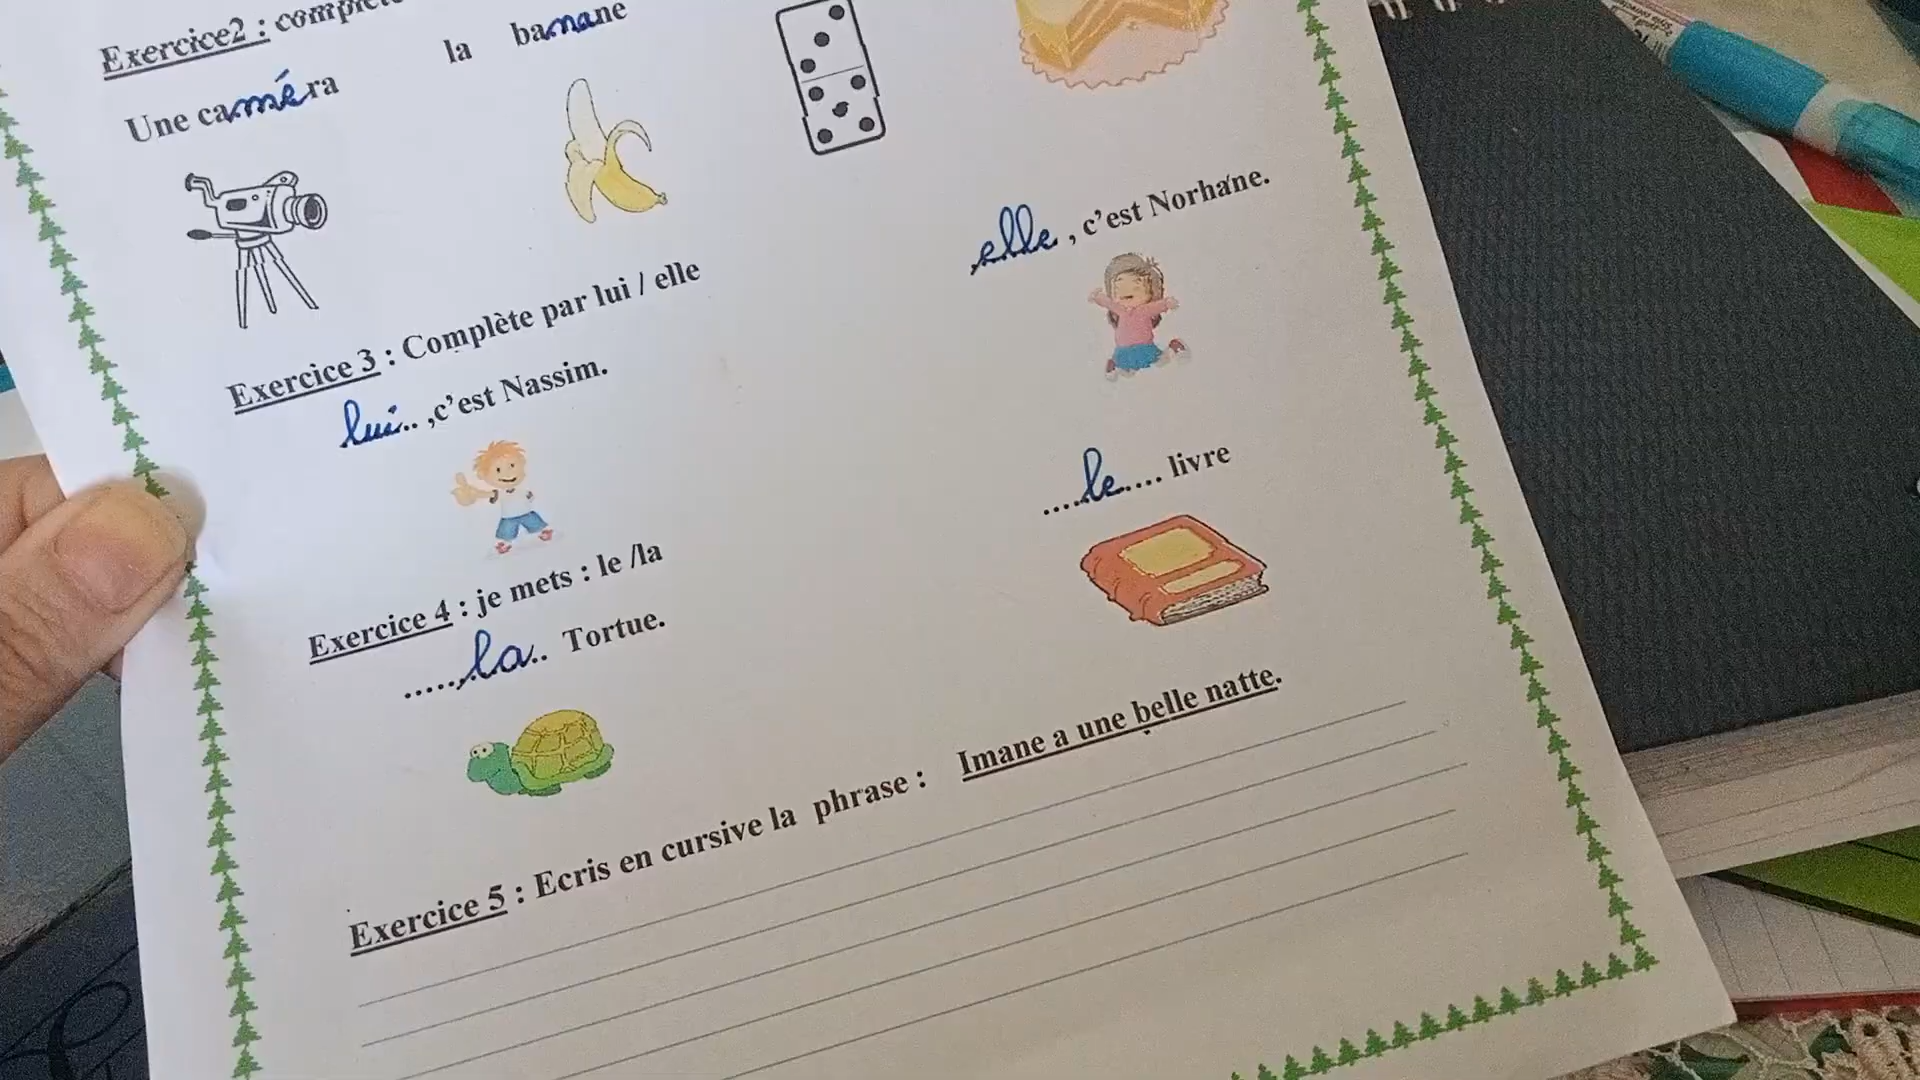 Exercice2 : complète
Une caméra
la banane
Exercice 3 : Complète par lui / elle
lui.. ,c'est Nassim.
elle , c'est Norhane.
Exercice 4 : je mets : le /la
.....la.. Tortue.
....le.... livre
Exercice 5 : Ecris en cursive la phrase : Imane a une belle natte.